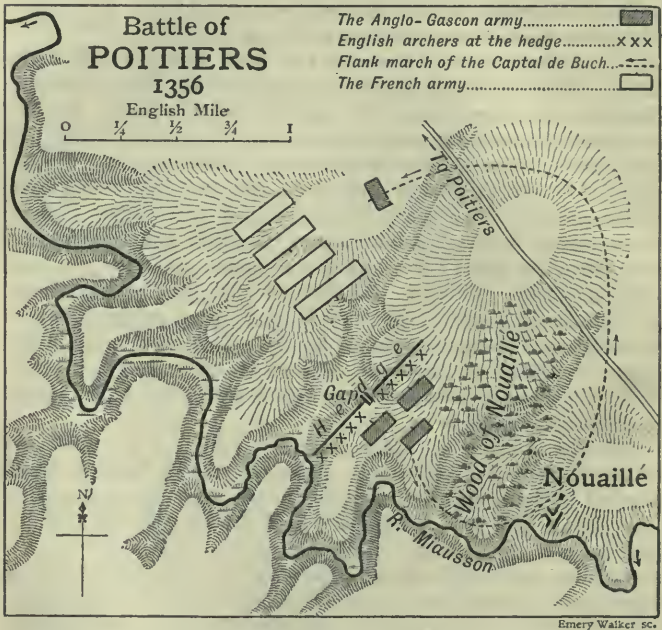 Battle of
POITIERS
1356
English Mile
0 ¼ ½ ¾ 1
The Anglo-Gascon army
English archers at the hedge xxx
Flank march of the Captal de Buch
The French army
To Poitiers
Hedge
Gap
Wood of Nouaillé
Nouaillé
R. Miausson
N
Emery Walker sc.